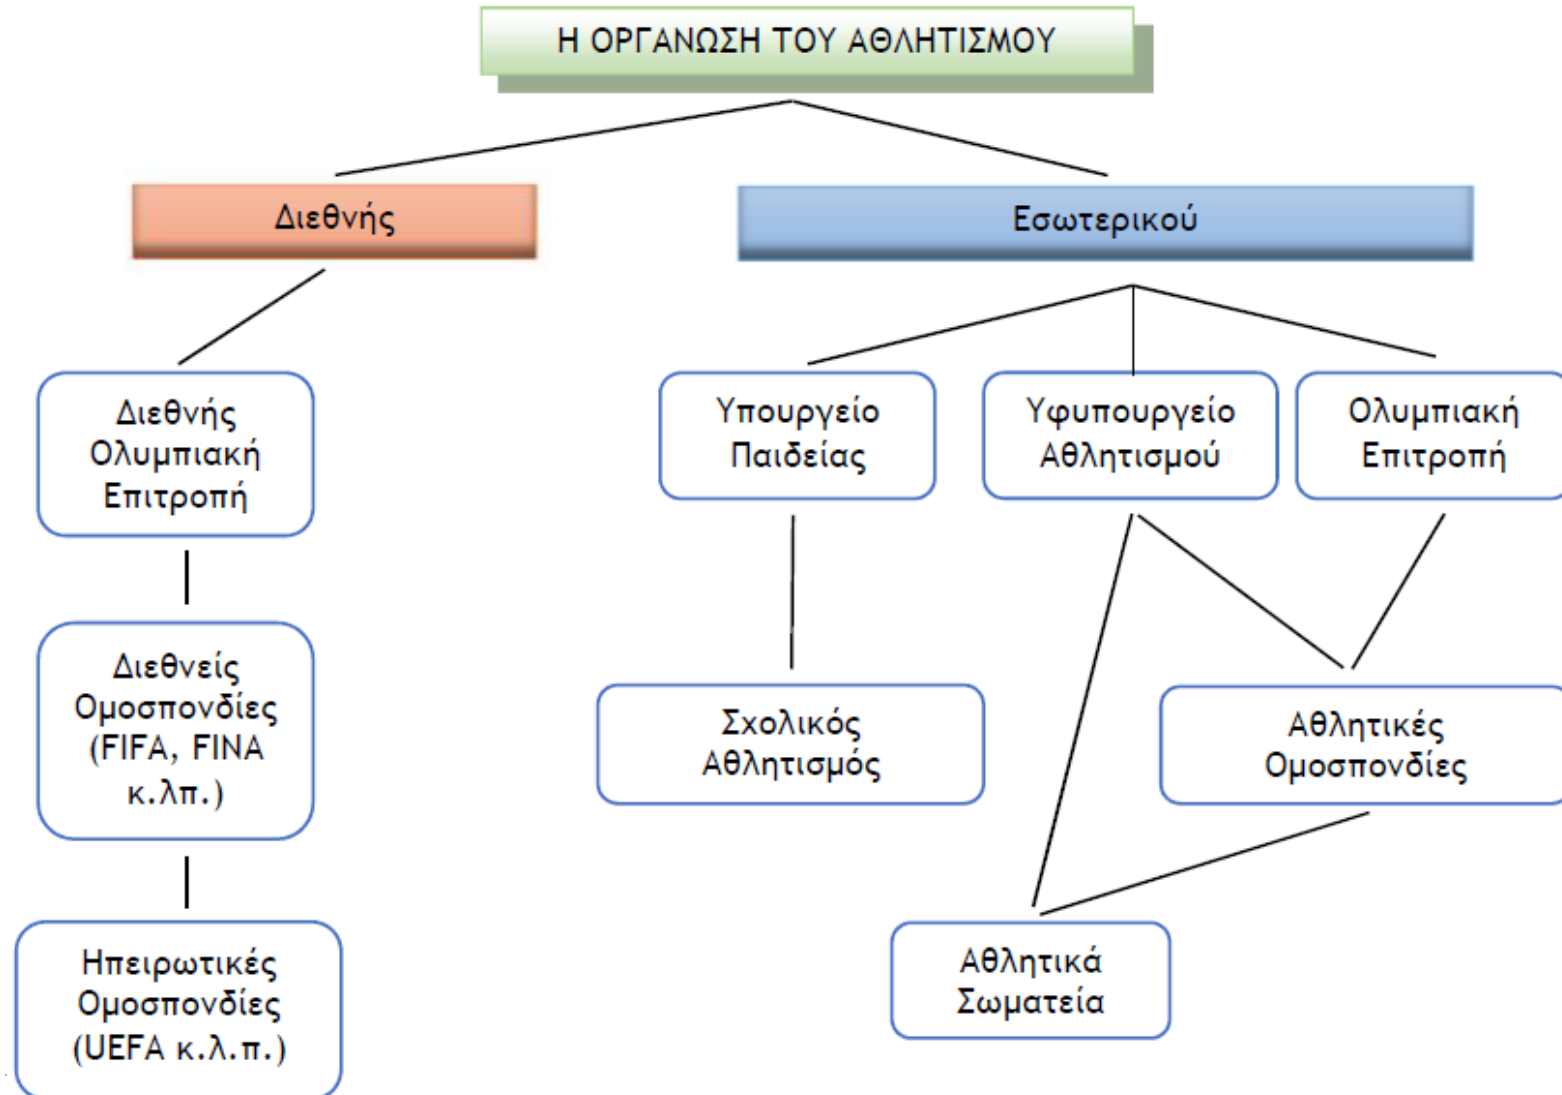 Η ΟΡΓΑΝΩΣΗ ΤΟΥ ΑΘΛΗΤΙΣΜΟΥ
Διεθνής
Εσωτερικού
Διεθνής
Ολυμπιακή
Επιτροπή
Υπουργείο
Παιδείας
Υφυπουργείο
Αθλητισμού
Ολυμπιακή
Επιτροπή
Διεθνείς
Ομοσπονδίες
(FIFA, FINA
κ.λπ.)
Σχολικός
Αθλητισμός
Αθλητικές
Ομοσπονδίες
Ηπειρωτικές
Ομοσπονδίες
(UEFA κ.λ.π.)
Αθλητικά
Σωματεία